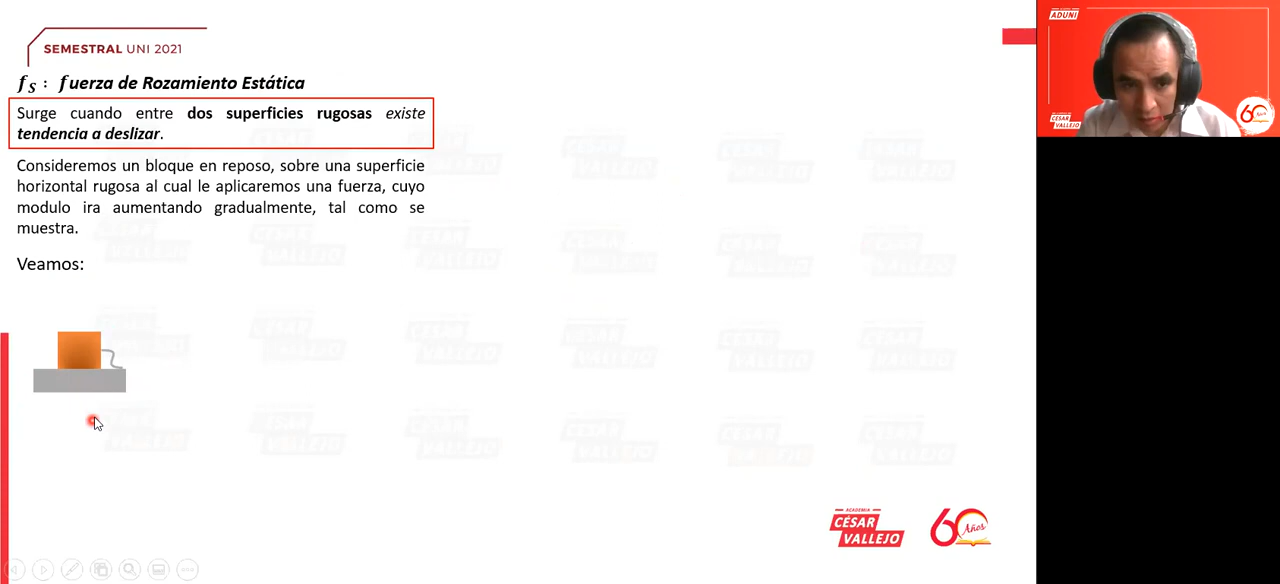 SEMESTRAL UNI 2021
f_S : fuerza de Rozamiento Estática
Surge cuando entre dos superficies rugosas existe
tendencia a deslizar.
Consideremos un bloque en reposo, sobre una superficie
horizontal rugosa al cual le aplicaremos una fuerza, cuyo
modulo ira aumentando gradualmente, tal como se
muestra.
Veamos:
ACADEMIA
CÉSAR
VALLEJO
60
Años
ADUNI
CÉSAR
VALLEJO
60